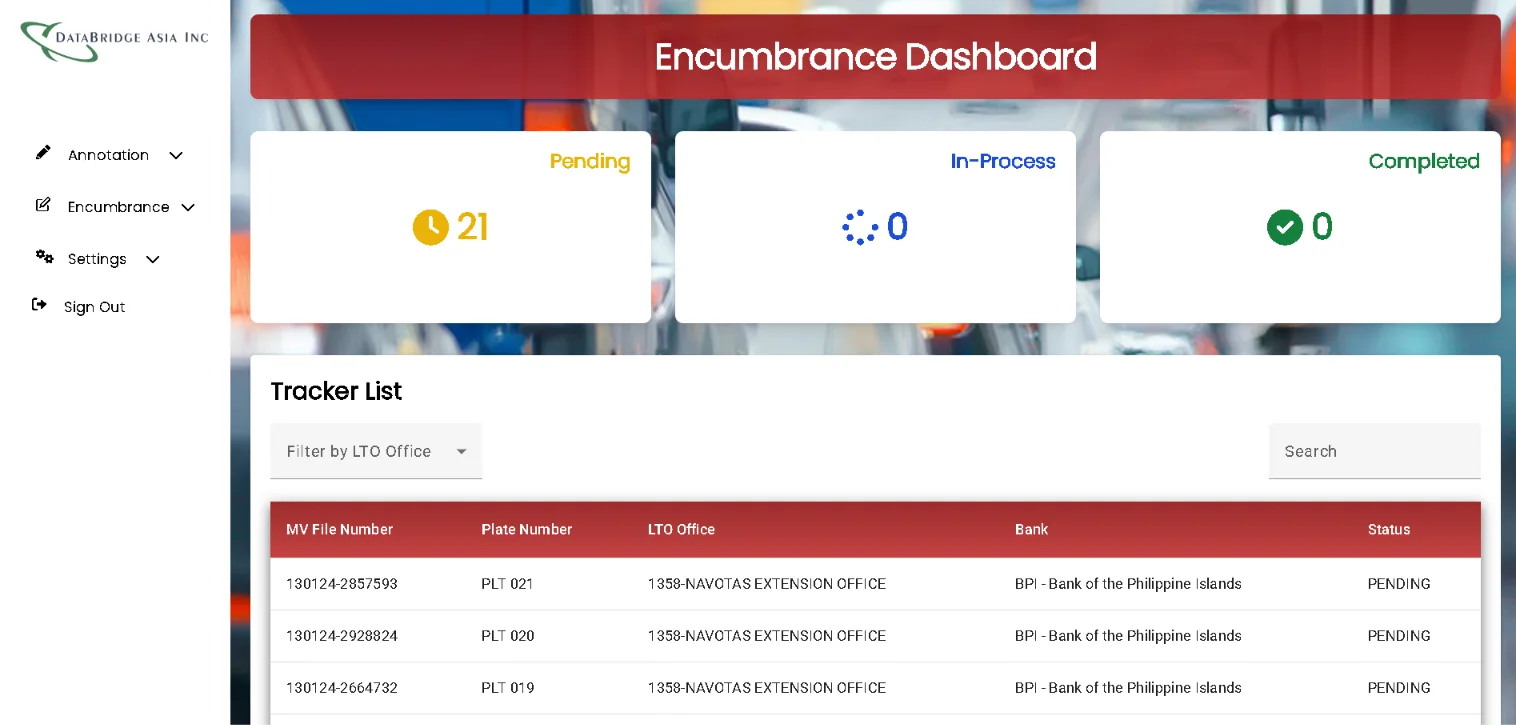 DATABRIDGE ASIA INC
Annotation
Encumbrance
Settings
Sign Out
Encumbrance Dashboard
Pending
21
In-Process
0
Completed
0
Tracker List
Filter by LTO Office
Search
MV File Number Plate Number LTO Office Bank Status
130124-2857593 PLT 021 1358-NAVOTAS EXTENSION OFFICE BPI - Bank of the Philippine Islands PENDING
130124-2928824 PLT 020 1358-NAVOTAS EXTENSION OFFICE BPI - Bank of the Philippine Islands PENDING
130124-2664732 PLT 019 1358-NAVOTAS EXTENSION OFFICE BPI - Bank of the Philippine Islands PENDING